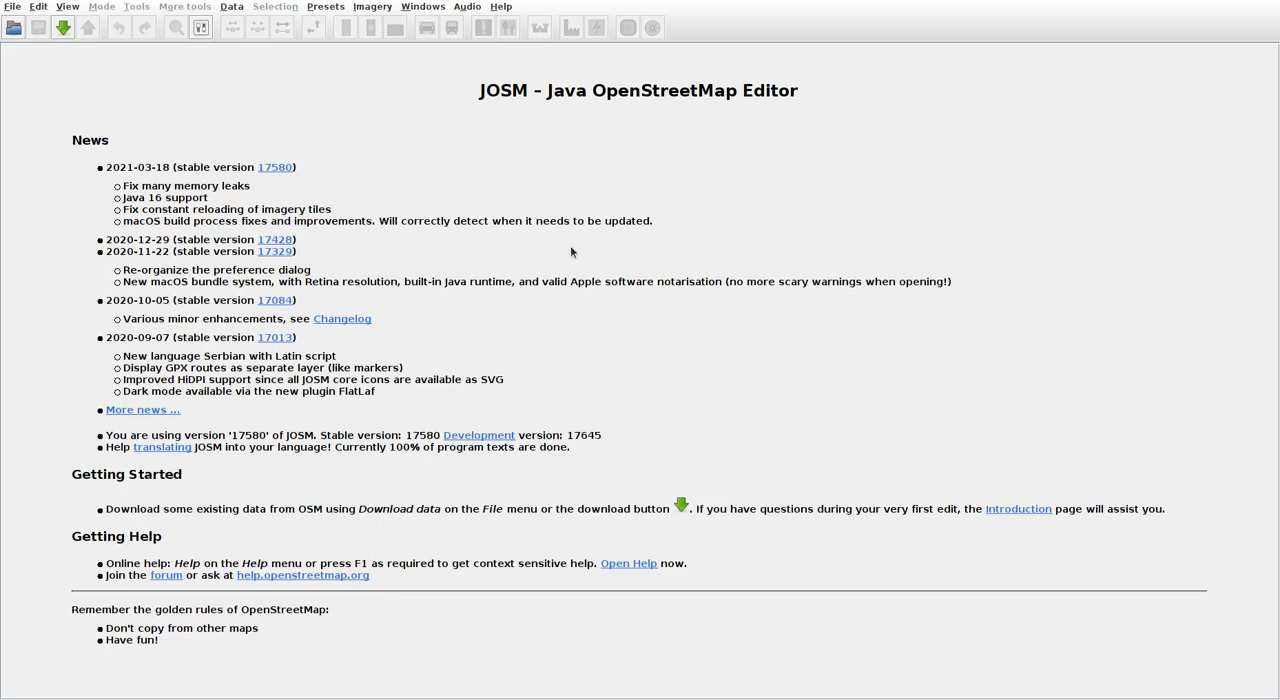 File Edit View Mode Tools More tools Data Selection Presets Imagery Windows Audio Help
JOSM – Java OpenStreetMap Editor
News
2021-03-18 (stable version 17580)
Fix many memory leaks
Java 16 support
Fix constant reloading of imagery tiles
macOS build process fixes and improvements. Will correctly detect when it needs to be updated.
2020-12-29 (stable version 17428)
2020-11-22 (stable version 17329)
Re-organize the preference dialog
New macOS bundle system, with Retina resolution, built-in Java runtime, and valid Apple software notarisation (no more scary warnings when opening!)
2020-10-05 (stable version 17084)
Various minor enhancements, see Changelog
2020-09-07 (stable version 17013)
New language Serbian with Latin script
Display GPX routes as separate layer (like markers)
Improved HiDPI support since all JOSM core icons are available as SVG
Dark mode available via the new plugin FlatLaf
More news ...
You are using version '17580' of JOSM. Stable version: 17580 Development version: 17645
Help translating JOSM into your language! Currently 100% of program texts are done.
Getting Started
Download some existing data from OSM using Download data on the File menu or the download button . If you have questions during your very first edit, the Introduction page will assist you.
Getting Help
Online help: Help on the Help menu or press F1 as required to get context sensitive help. Open Help now.
Join the forum or ask at help.openstreetmap.org
Remember the golden rules of OpenStreetMap:
Don't copy from other maps
Have fun!